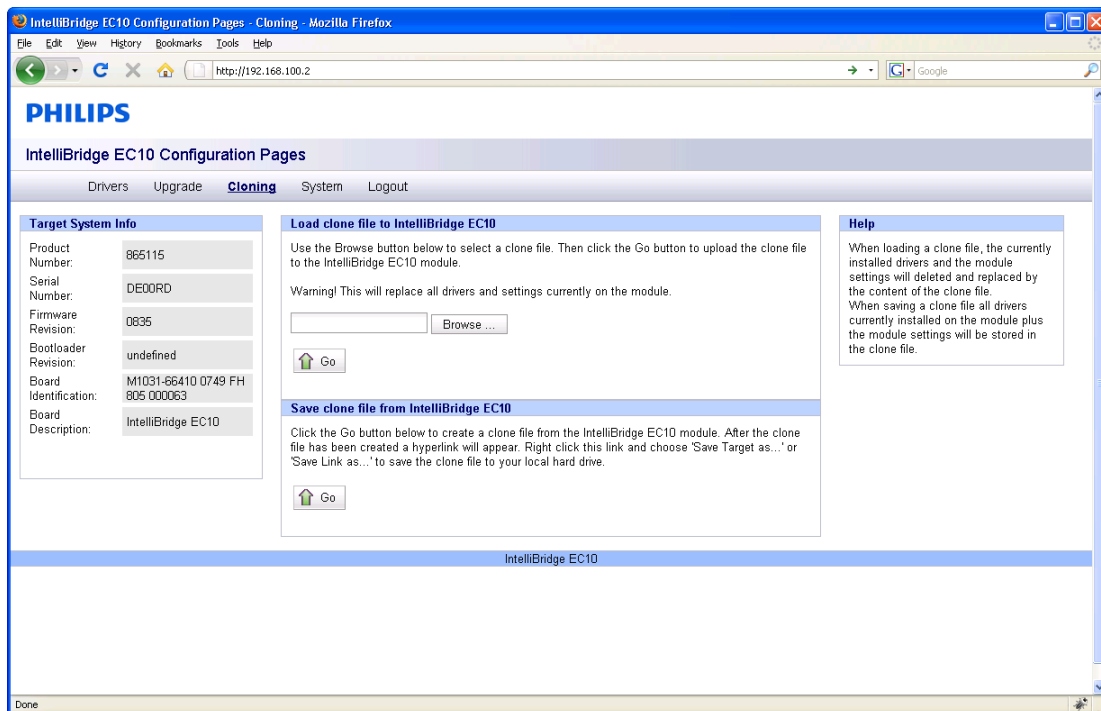 IntelliBridge EC10 Configuration Pages - Cloning - Mozilla Firefox
File Edit View History Bookmarks Tools Help
http://192.168.100.2
G Google
PHILIPS
IntelliBridge EC10 Configuration Pages
Drivers Upgrade Cloning System Logout
Target System Info
Product
Number:
865115
Serial
Number:
DE00RD
Firmware
Revision:
0835
Bootloader
Revision:
undefined
Board
Identification:
M1031-66410 0749 FH
805 000063
Board
Description:
IntelliBridge EC10
Load clone file to IntelliBridge EC10
Use the Browse button below to select a clone file. Then click the Go button to upload the clone file
to the IntelliBridge EC10 module.
Warning! This will replace all drivers and settings currently on the module.
Browse ...
Go
Save clone file from IntelliBridge EC10
Click the Go button below to create a clone file from the IntelliBridge EC10 module. After the clone
file has been created a hyperlink will appear. Right click this link and choose 'Save Target as...' or
'Save Link as...' to save the clone file to your local hard drive.
Go
Help
When loading a clone file, the currently
installed drivers and the module
settings will deleted and replaced by
the content of the clone file.
When saving a clone file all drivers
currently installed on the module plus
the module settings will be stored in
the clone file.
IntelliBridge EC10
Done